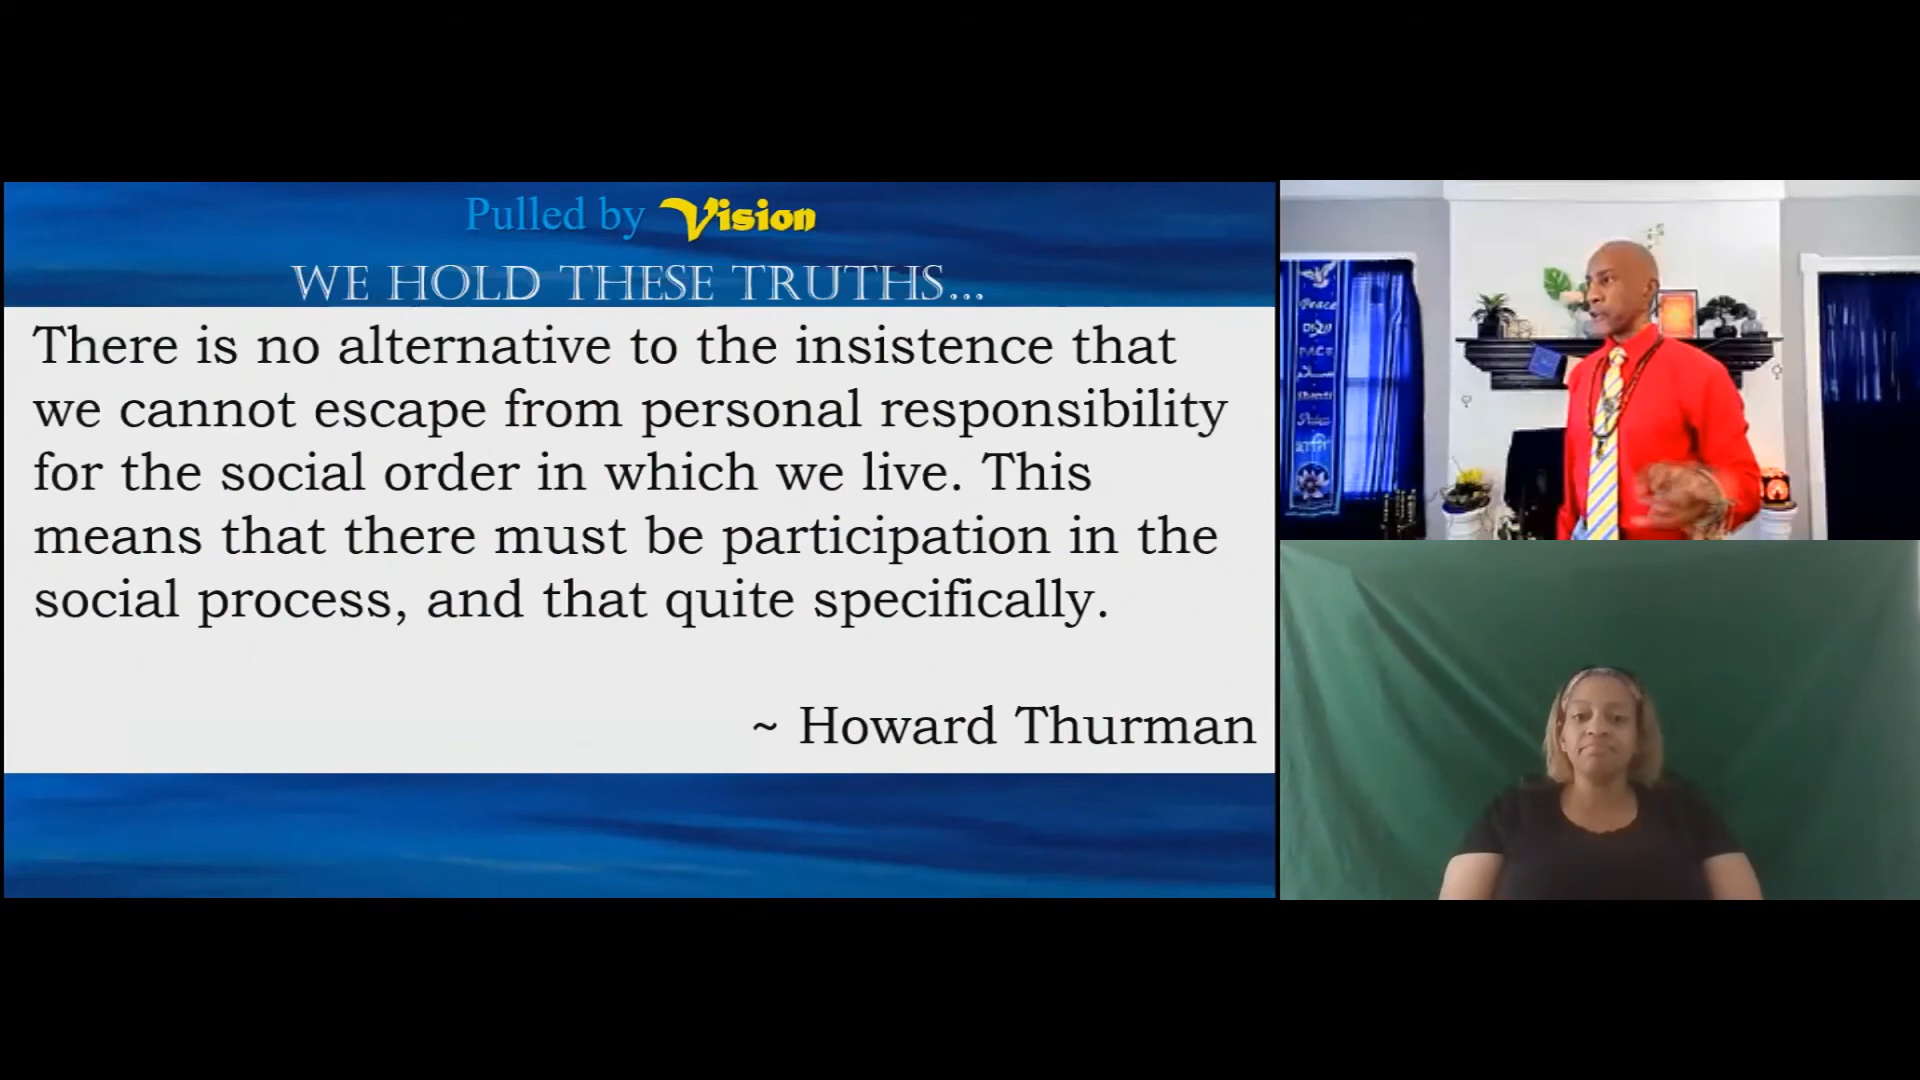 Pulled by Vision
WE HOLD THESE TRUTHS...
There is no alternative to the insistence that
we cannot escape from personal responsibility
for the social order in which we live. This
means that there must be participation in the
social process, and that quite specifically.
~ Howard Thurman
Peace
Shanti